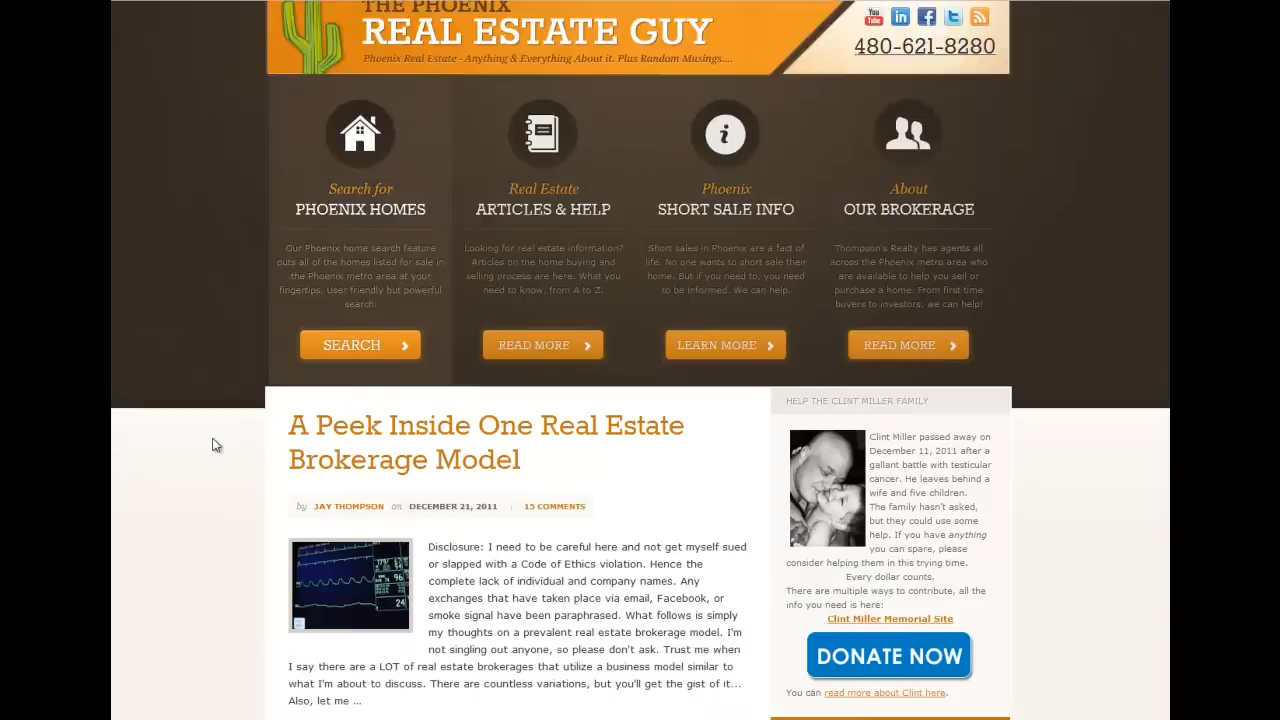 THE PHOENIX
REAL ESTATE GUY
Phoenix Real Estate - Anything & Everything About it. Plus Random Musings....
You Tube
480-621-8280
Search for
PHOENIX HOMES
Our Phoenix home search feature
puts all of the homes listed for sale in
the Phoenix metro area at your
fingertips. User friendly but powerful
search!
SEARCH
Real Estate
ARTICLES & HELP
Looking for real estate information?
Articles on the home buying and
selling process are here. What you
need to know, from A to Z.
READ MORE
Phoenix
SHORT SALE INFO
Short sales in Phoenix are a fact of
life. No one wants to short sale their
home. But if you need to, you need
to be informed. We can help.
LEARN MORE
About
OUR BROKERAGE
Thompson's Realty has agents all
across the Phoenix metro area who
are available to help you sell or
purchase a home. From first time
buyers to investors, we can help!
READ MORE
A Peek Inside One Real Estate
Brokerage Model
by JAY THOMPSON on DECEMBER 21, 2011 | 15 COMMENTS
96
24
Disclosure: I need to be careful here and not get myself sued
or slapped with a Code of Ethics violation. Hence the
complete lack of individual and company names. Any
exchanges that have taken place via email, Facebook, or
smoke signal have been paraphrased. What follows is simply
my thoughts on a prevalent real estate brokerage model. I'm
not singling out anyone, so please don't ask. Trust me when
I say there are a LOT of real estate brokerages that utilize a business model similar to
what I'm about to discuss. There are countless variations, but you'll get the gist of it...
Also, let me ...
HELP THE CLINT MILLER FAMILY
Clint Miller passed away on
December 11, 2011 after a
gallant battle with testicular
cancer. He leaves behind a
wife and five children.
The family hasn't asked,
but they could use some
help. If you have anything
you can spare, please
consider helping them in this trying time.
Every dollar counts.
There are multiple ways to contribute, all the
info you need is here:
Clint Miller Memorial Site
DONATE NOW
You can read more about Clint here.